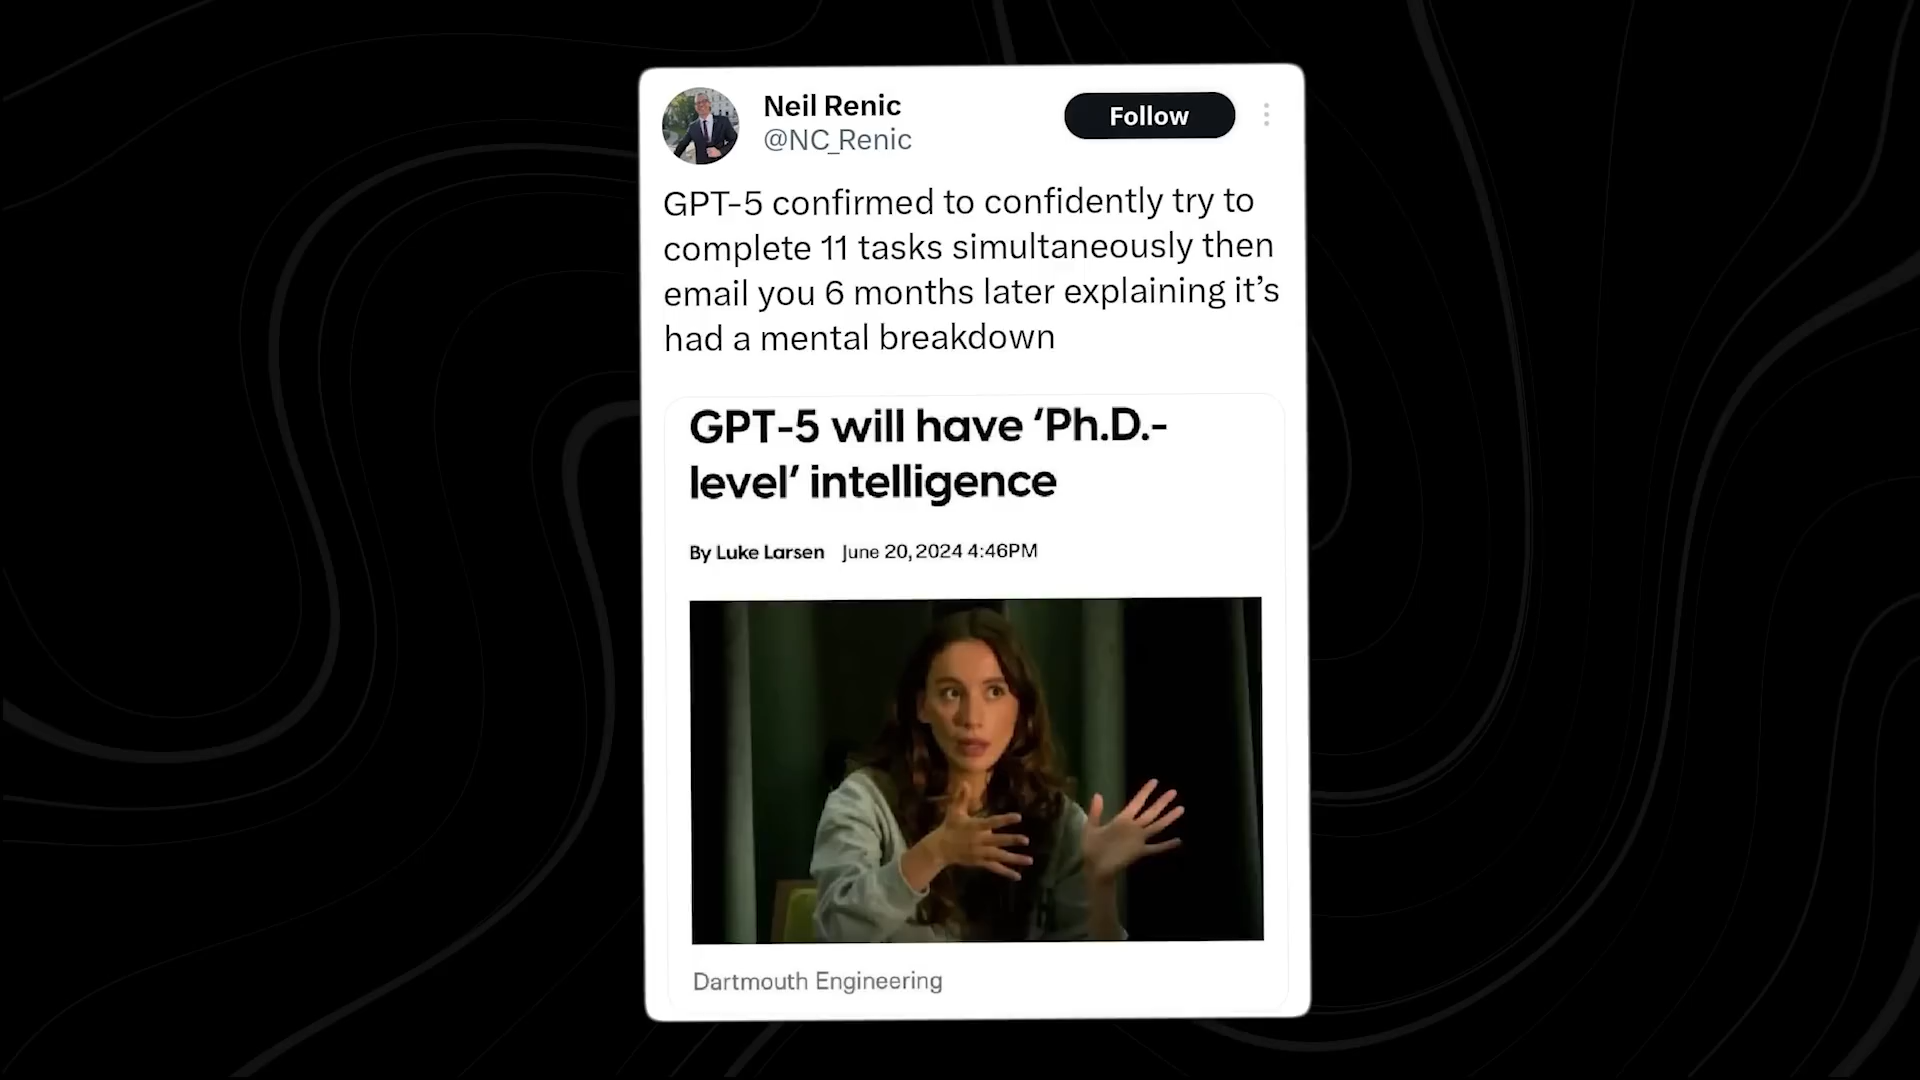 Neil Renic
@NC_Renic
Follow
GPT-5 confirmed to confidently try to
complete 11 tasks simultaneously then
email you 6 months later explaining it’s
had a mental breakdown
GPT-5 will have ‘Ph.D.-
level’ intelligence
By Luke Larsen June 20, 2024 4:46PM
Dartmouth Engineering